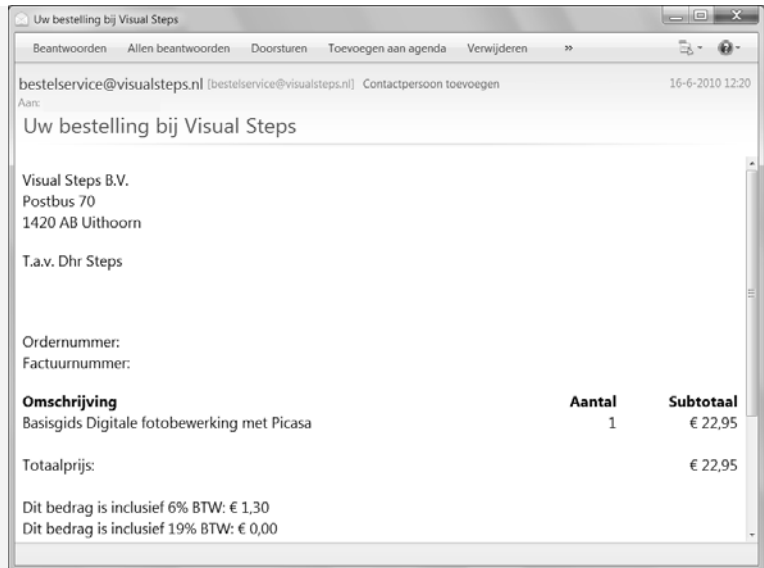 Uw bestelling bij Visual Steps
Beantwoorden Allen beantwoorden Doorsturen Toevoegen aan agenda Verwijderen »
bestelservice@visualsteps.nl [bestelservice@visualsteps.nl] Contactpersoon toevoegen 16-6-2010 12:20
Aan:
Uw bestelling bij Visual Steps
Visual Steps B.V.
Postbus 70
1420 AB Uithoorn
T.a.v. Dhr Steps
Ordernummer:
Factuurnummer:
Omschrijving Aantal Subtotaal
Basisgids Digitale fotobewerking met Picasa 1 € 22,95
Totaalprijs: € 22,95
Dit bedrag is inclusief 6% BTW: € 1,30
Dit bedrag is inclusief 19% BTW: € 0,00